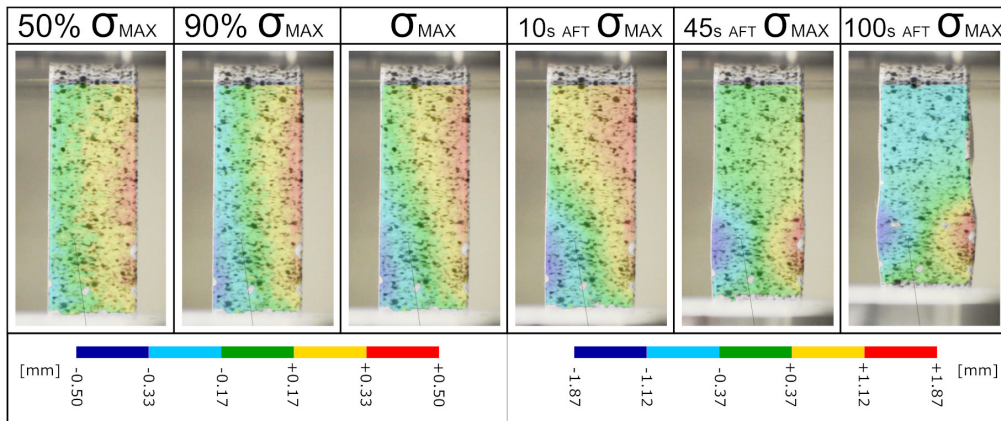 50% σMAX
90% σMAX
σMAX
10s AFT σMAX
45s AFT σMAX
100s AFT σMAX
[mm]
-0.50
-0.33
-0.17
+0.17
+0.33
+0.50
-1.87
-1.12
-0.37
+0.37
+1.12
+1.87
[mm]